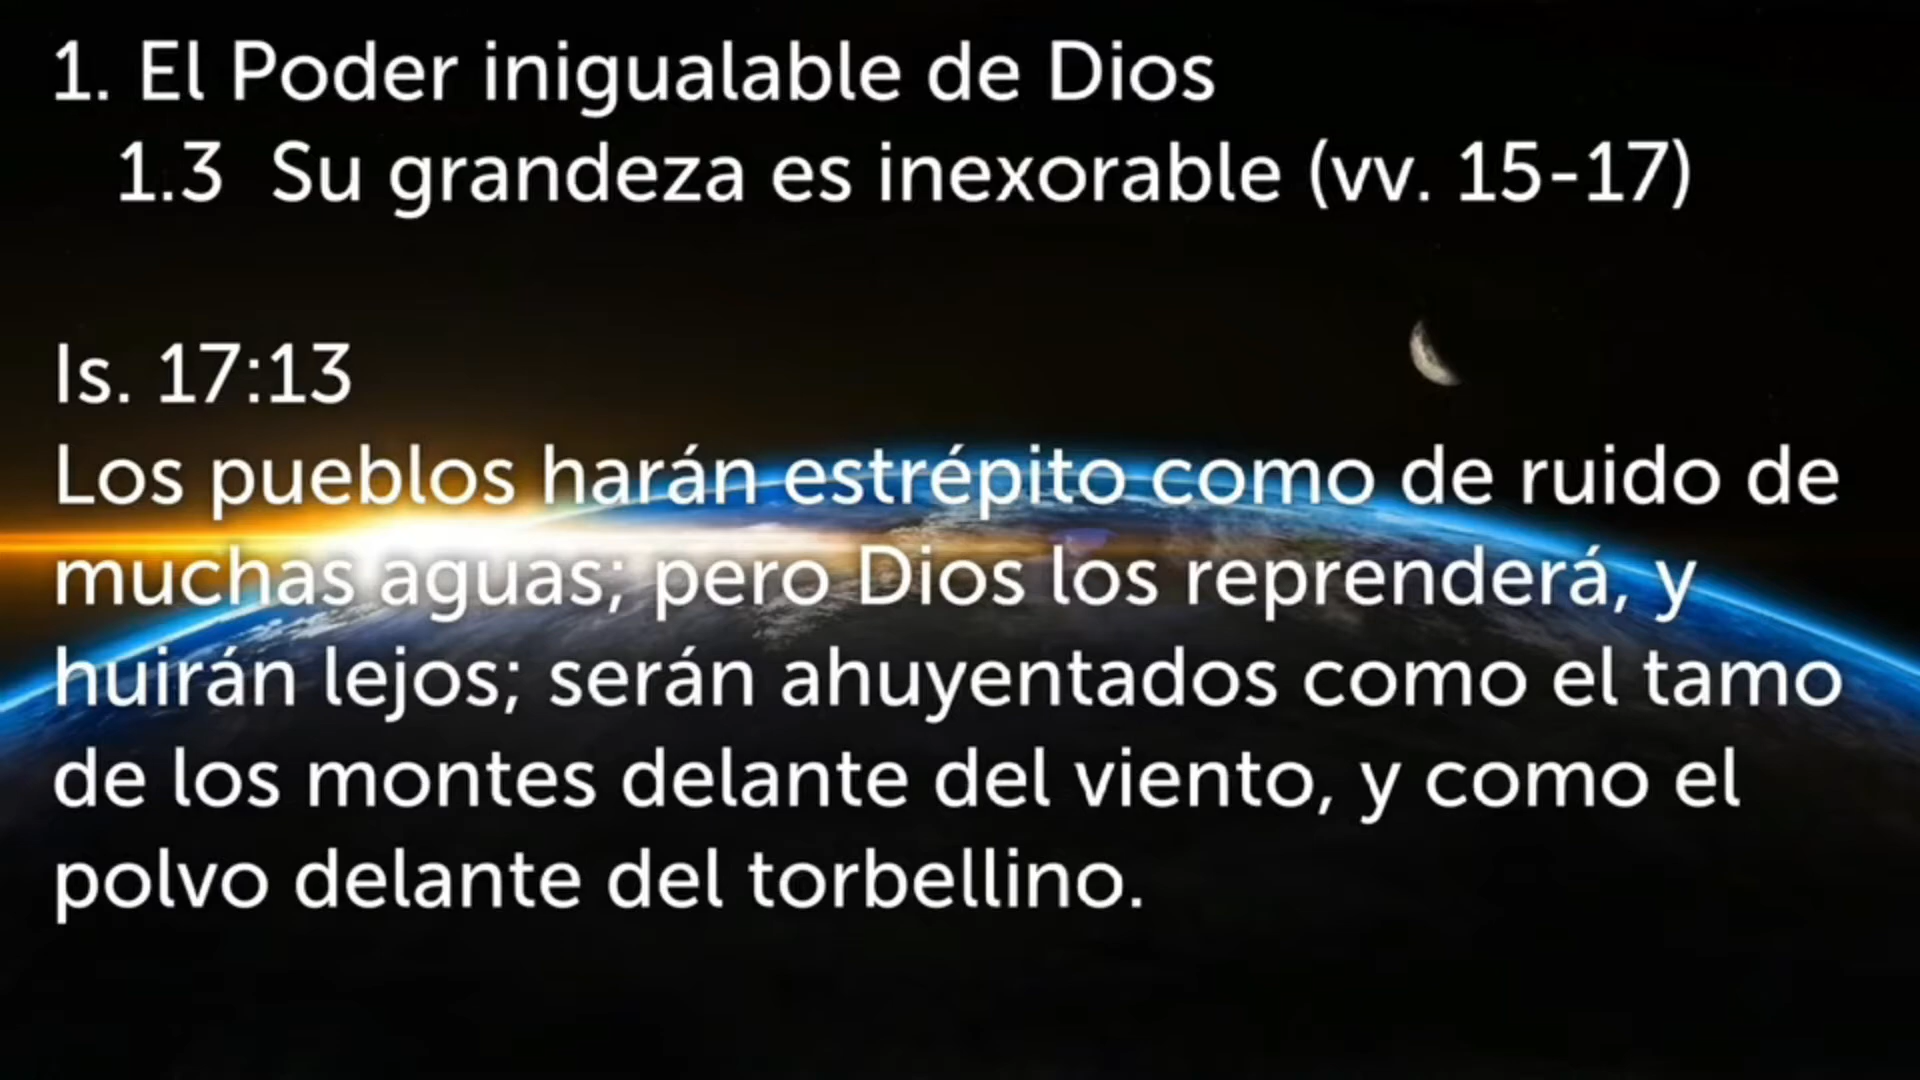 1. El Poder inigualable de Dios
1.3 Su grandeza es inexorable (vv. 15-17)
Is. 17:13
Los pueblos harán estrépito como de ruido de
muchas aguas; pero Dios los reprenderá, y
huirán lejos; serán ahuyentados como el tamo
de los montes delante del viento, y como el
polvo delante del torbellino.